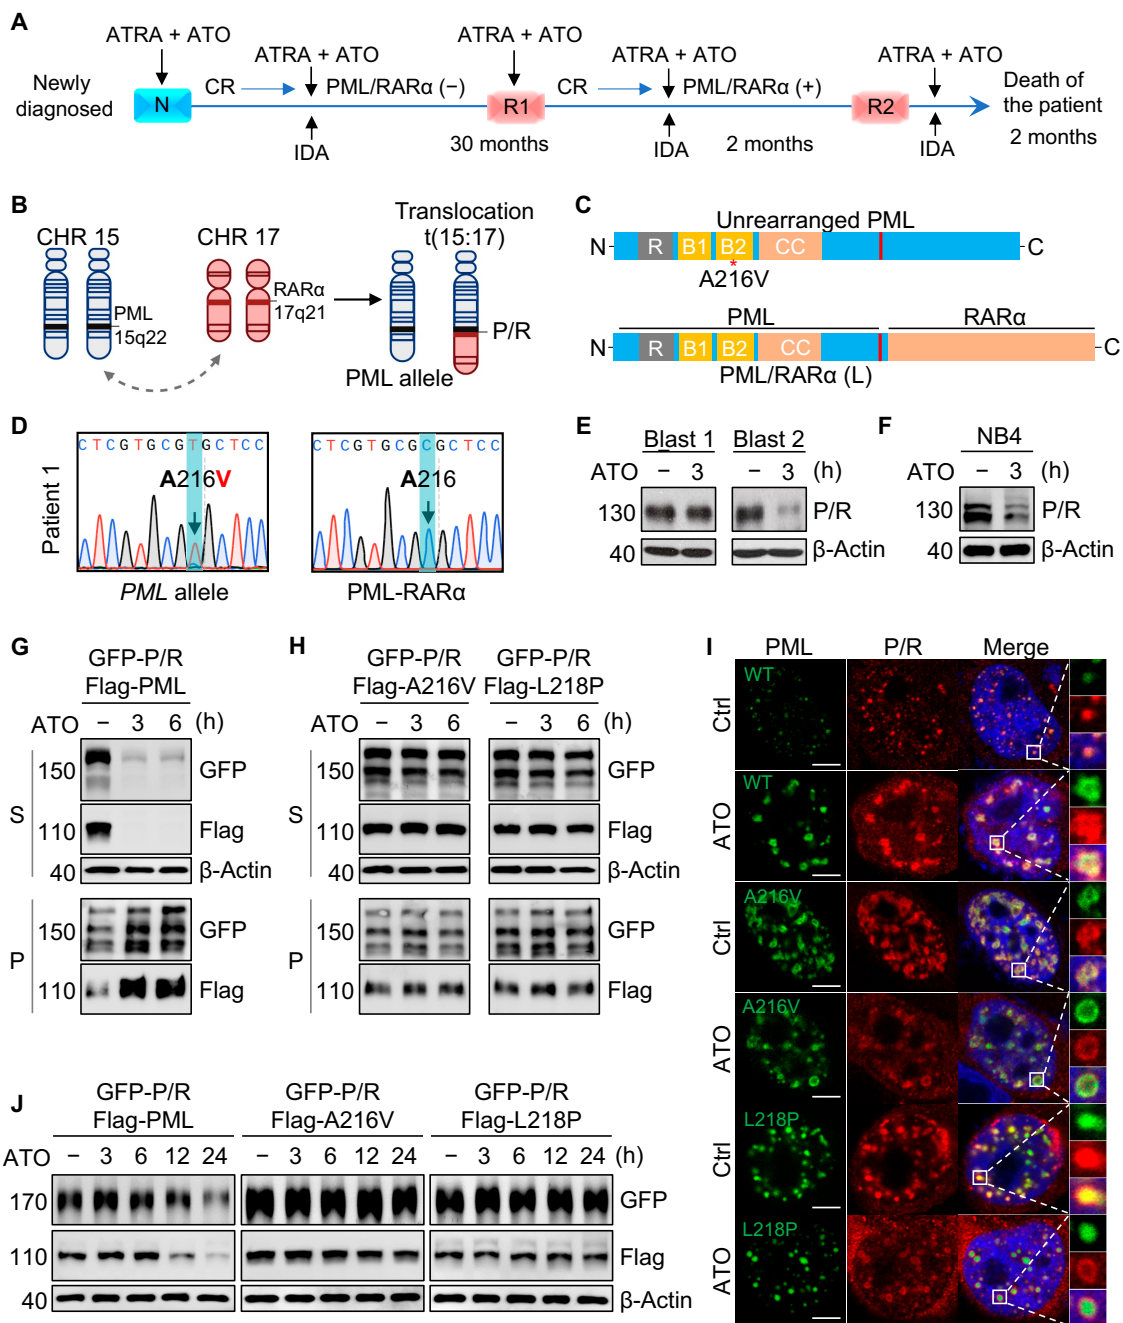 A
ATRA + ATO
ATRA + ATO
ATRA + ATO
ATRA + ATO
ATRA + ATO
Newly
diagnosed
N
CR
PML/RARα (–)
R1
CR
PML/RARα (+)
R2
Death of
the patient
IDA
30 months
IDA
2 months
IDA
2 months
B
CHR 15
CHR 17
Translocation
t(15:17)
PML
15q22
RARα
17q21
P/R
PML allele
C
Unrearranged PML
N
R
B1
B2
CC
C
*
A216V
PML
RARα
N
R
B1
B2
CC
C
PML/RARα (L)
D
Patient 1
C T C G T G C G T G C T C C
A216V
PML allele
C T C G T G C G C G C T C C
A216
PML-RARα
E
Blast 1
Blast 2
ATO – 3 – 3 (h)
130
P/R
40
β-Actin
F
NB4
ATO – 3 (h)
130
P/R
40
β-Actin
G
GFP-P/R
Flag-PML
ATO – 3 6 (h)
S
150
GFP
110
Flag
40
β-Actin
P
150
GFP
110
Flag
H
GFP-P/R
Flag-A216V
GFP-P/R
Flag-L218P
ATO – 3 6 – 3 6 (h)
S
150
GFP
110
Flag
40
β-Actin
P
150
GFP
110
Flag
I
PML
P/R
Merge
Ctrl
WT
ATO
WT
Ctrl
A216V
ATO
A216V
Ctrl
L218P
ATO
L218P
J
GFP-P/R
Flag-PML
GFP-P/R
Flag-A216V
GFP-P/R
Flag-L218P
ATO – 3 6 12 24 – 3 6 12 24 – 3 6 12 24 (h)
170
GFP
110
Flag
40
β-Actin